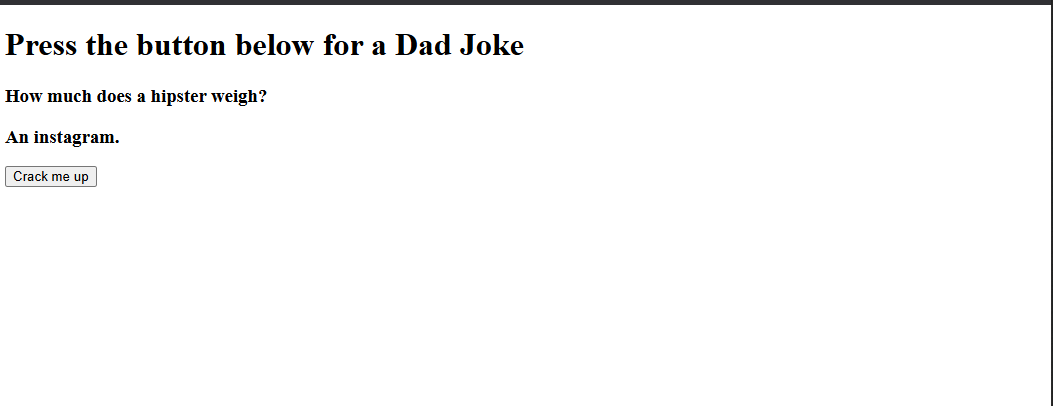 Press the button below for a Dad Joke
How much does a hipster weigh?
An instagram.
Crack me up